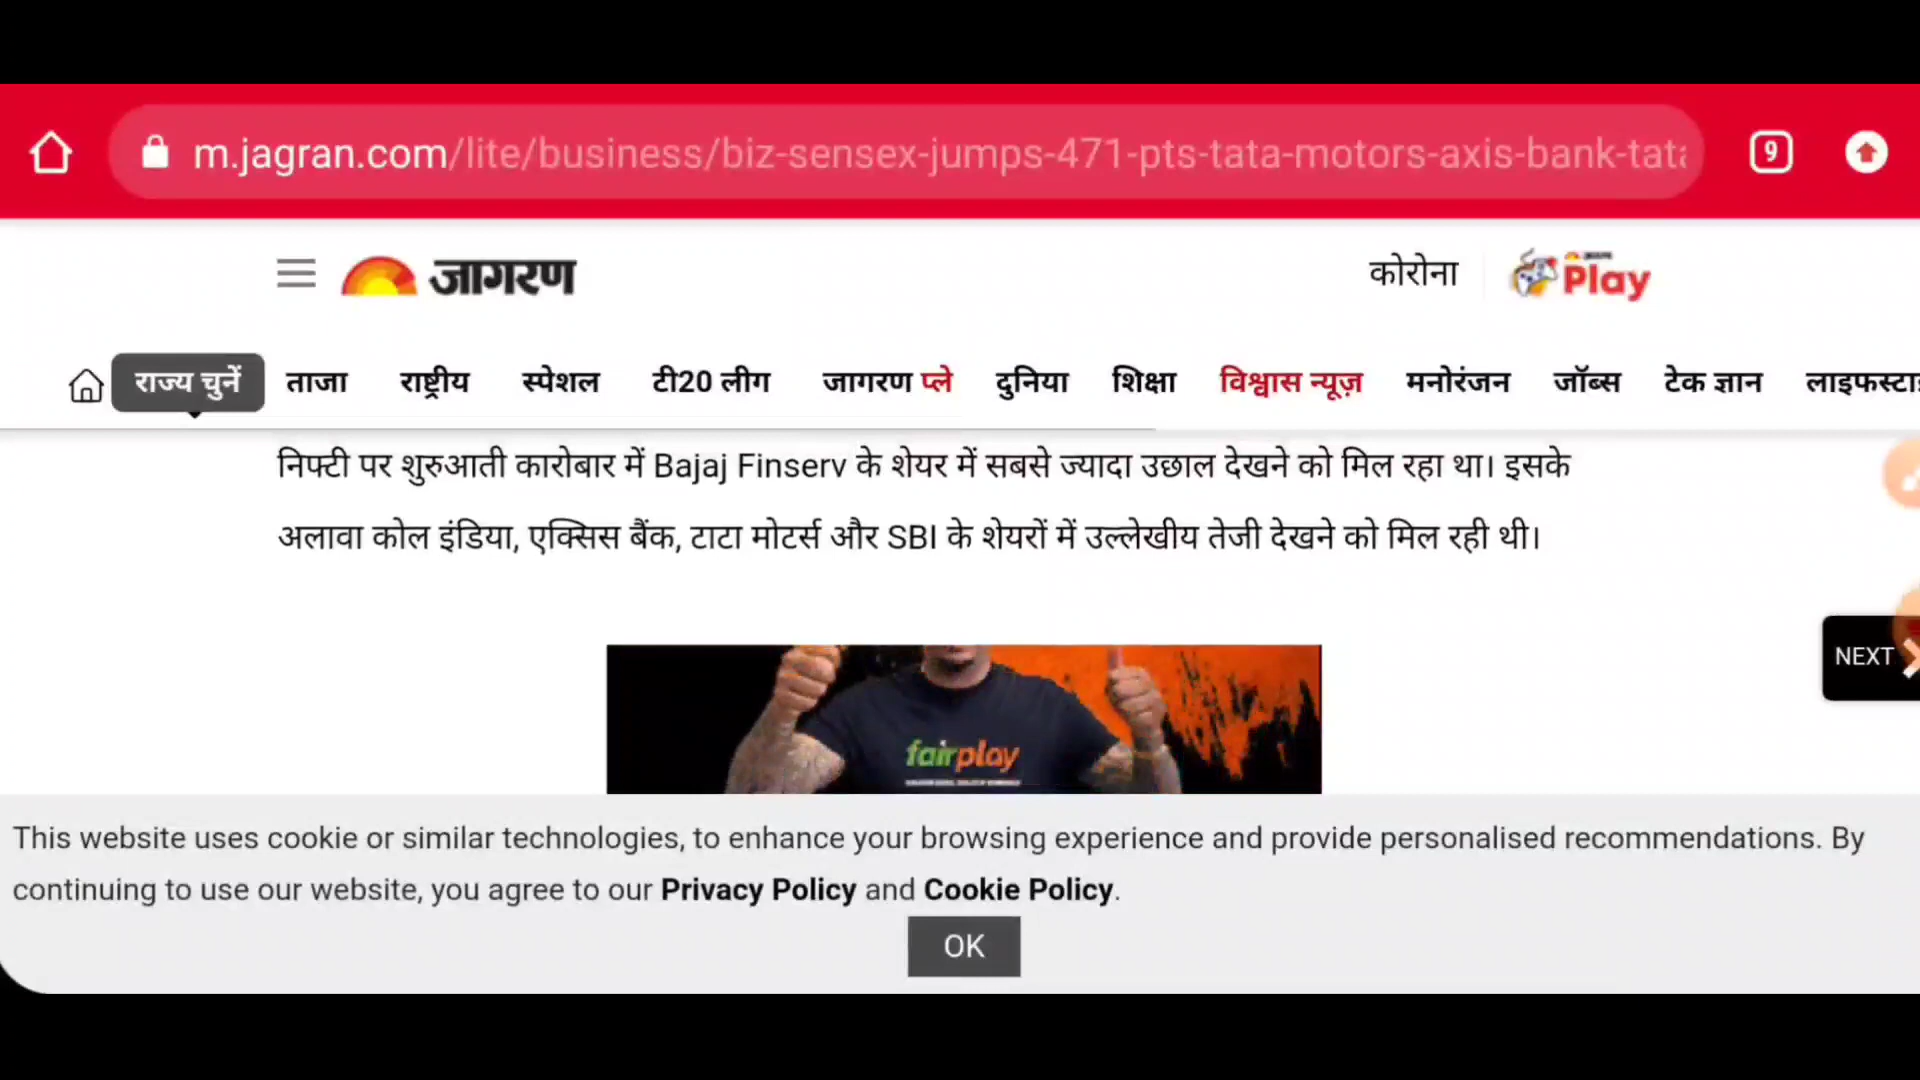 m.jagran.com/lite/business/biz-sensex-jumps-471-pts-tata-motors-axis-bank-tata
9
जागरण
कोरोना
Play
राज्य चुनें ताजा राष्ट्रीय स्पेशल टी20 लीग जागरण प्ले दुनिया शिक्षा विश्वास न्यूज़ मनोरंजन जॉब्स टेक ज्ञान लाइफस्टा
निफ्टी पर शुरुआती कारोबार में Bajaj Finserv के शेयर में सबसे ज्यादा उछाल देखने को मिल रहा था। इसके
अलावा कोल इंडिया, एक्सिस बैंक, टाटा मोटर्स और SBI के शेयरों में उल्लेखीय तेजी देखने को मिल रही थी।
NEXT
fairplay
This website uses cookie or similar technologies, to enhance your browsing experience and provide personalised recommendations. By
continuing to use our website, you agree to our Privacy Policy and Cookie Policy.
OK